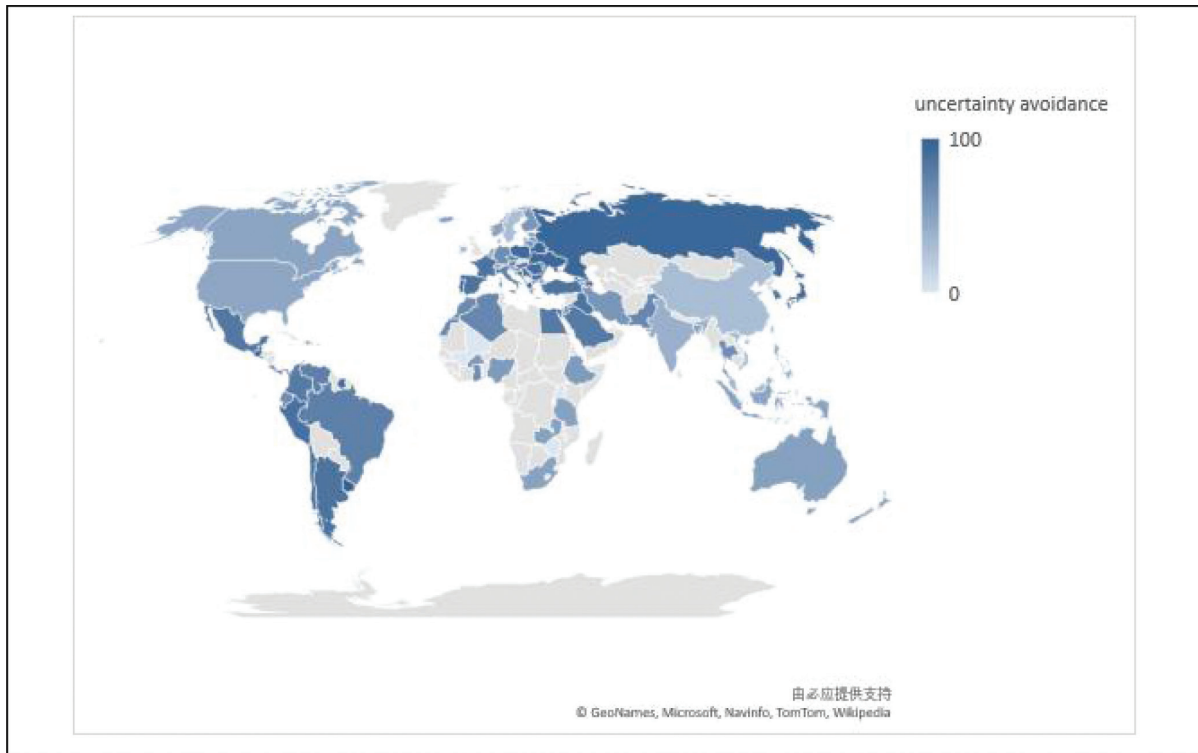 uncertainty avoidance
100
0
由必应提供支持
© GeoNames, Microsoft, Navinfo, TomTom, Wikipedia